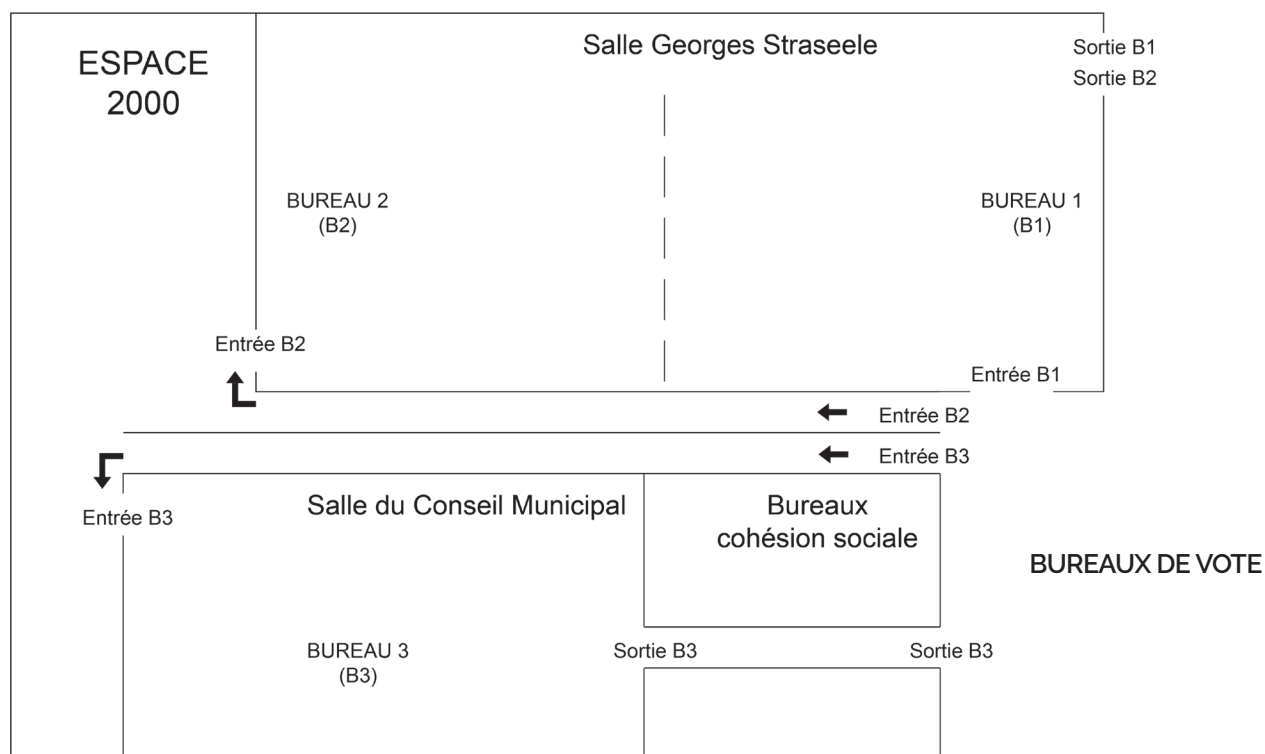 ESPACE
2000
Salle Georges Straseele
Sortie B1
Sortie B2
BUREAU 2
(B2)
BUREAU 1
(B1)
Entrée B2
Entrée B1
Entrée B2
Entrée B3
Entrée B3
Salle du Conseil Municipal
Bureaux
cohésion sociale
BUREAUX DE VOTE
BUREAU 3
(B3)
Sortie B3
Sortie B3